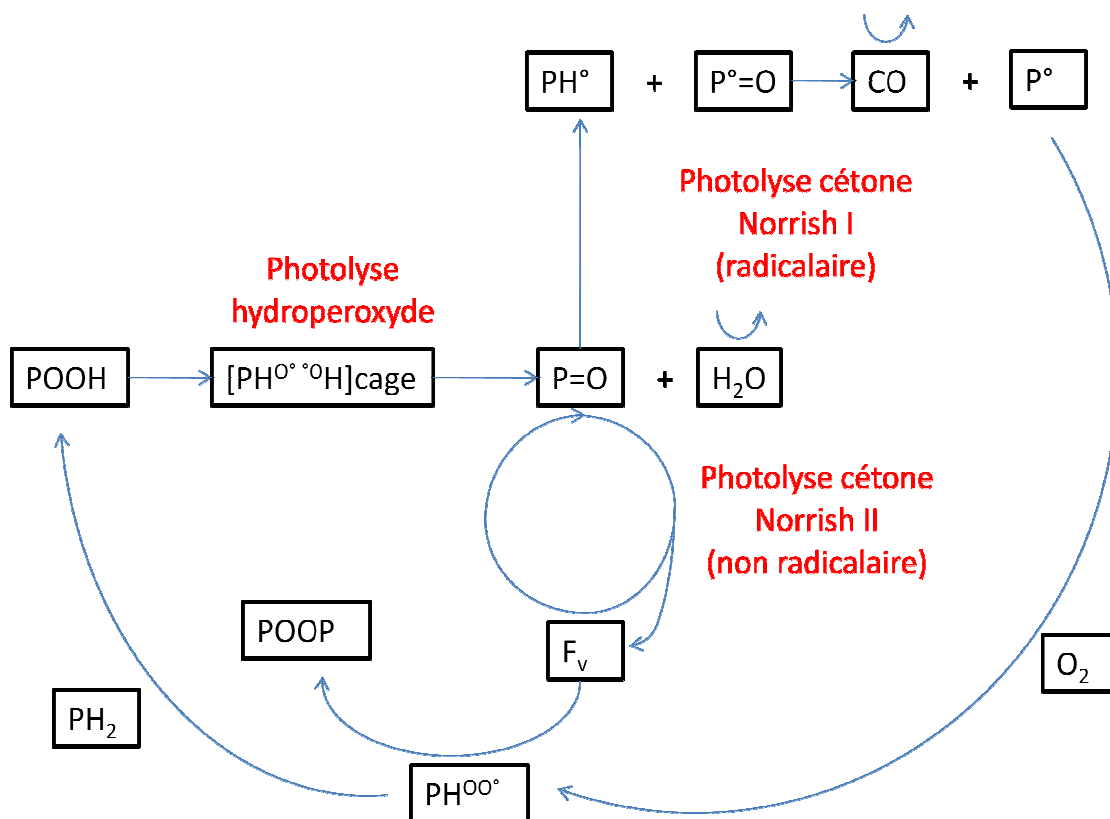 PH° + P°=O CO + P°
Photolyse cétone
Norrish I
(radicalaire)
Photolyse
hydroperoxyde
POOH [PHO° °OH]cage P=O + H₂O
Photolyse cétone
Norrish II
(non radicalaire)
POOP
Fv
O₂
PH₂
PHOO°